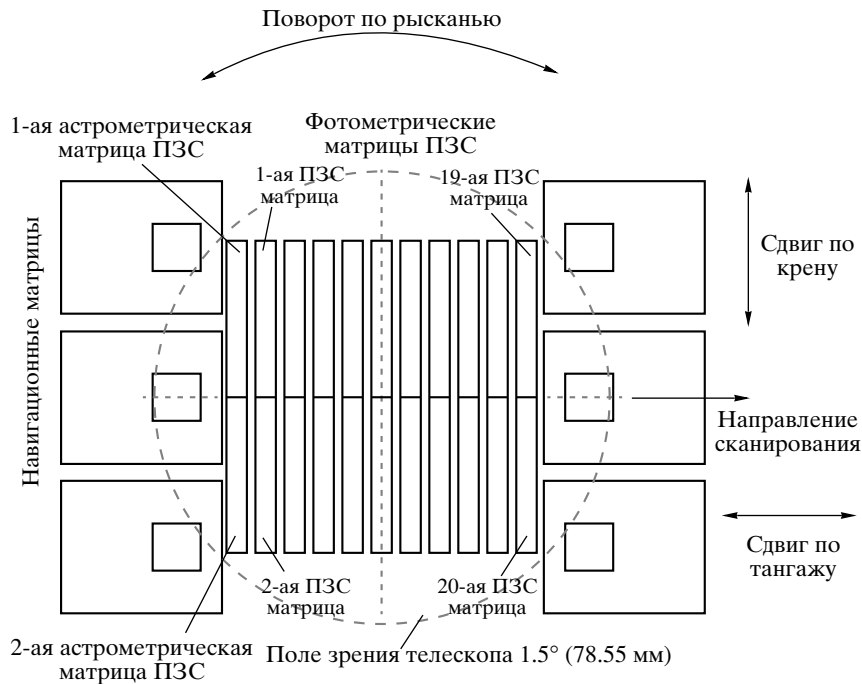 Поворот по рысканью
1-ая астрометрическая
матрица ПЗС
Фотометрические
матрицы ПЗС
1-ая ПЗС
матрица
19-ая ПЗС
матрица
Навигационные матрицы
Сдвиг по
крену
Направление
сканирования
Сдвиг по
тангажу
2-ая ПЗС
матрица
20-ая ПЗС
матрица
2-ая астрометрическая
матрица ПЗС
Поле зрения телескопа 1.5° (78.55 мм)